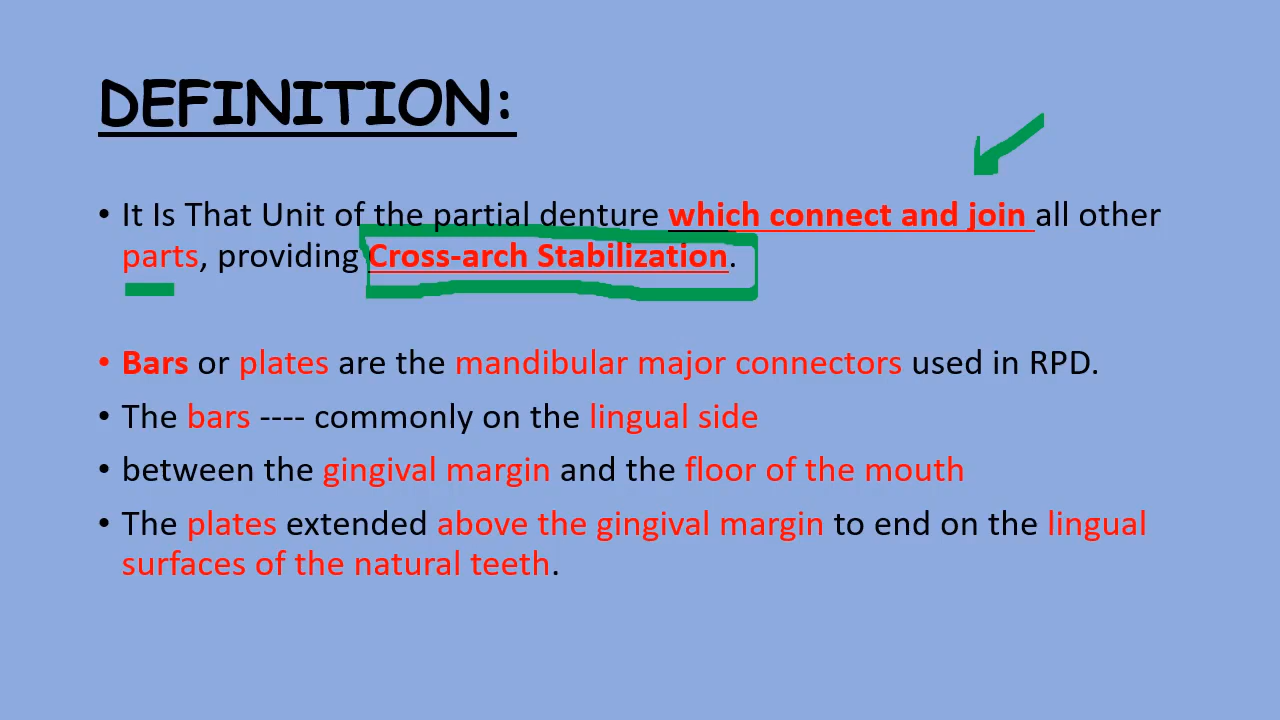 DEFINITION:
• It Is That Unit of the partial denture which connect and join all other
parts, providing Cross-arch Stabilization.
• Bars or plates are the mandibular major connectors used in RPD.
• The bars ---- commonly on the lingual side
• between the gingival margin and the floor of the mouth
• The plates extended above the gingival margin to end on the lingual
surfaces of the natural teeth.